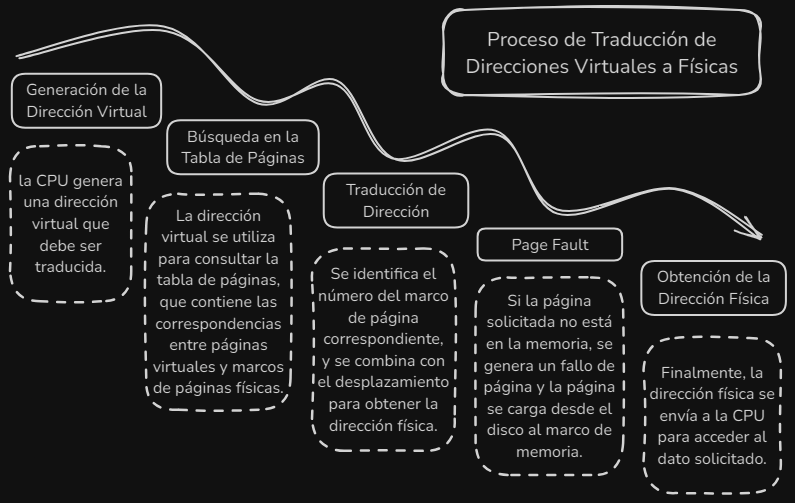 Proceso de Traducción de
Direcciones Virtuales a Físicas
Generación de la
Dirección Virtual
la CPU genera
una dirección
virtual que
debe ser
traducida.
Búsqueda en la
Tabla de Páginas
La dirección
virtual se utiliza
para consultar la
tabla de páginas,
que contiene las
correspondencias
entre páginas
virtuales y marcos
de páginas físicas.
Traducción de
Dirección
Se identifica el
número del marco
de página
correspondiente,
y se combina con
el desplazamiento
para obtener la
dirección física.
Page Fault
Si la página
solicitada no está
en la memoria, se
genera un fallo de
página y la página
se carga desde el
disco al marco de
memoria.
Obtención de la
Dirección Física
Finalmente, la
dirección física se
envía a la CPU
para acceder al
dato solicitado.